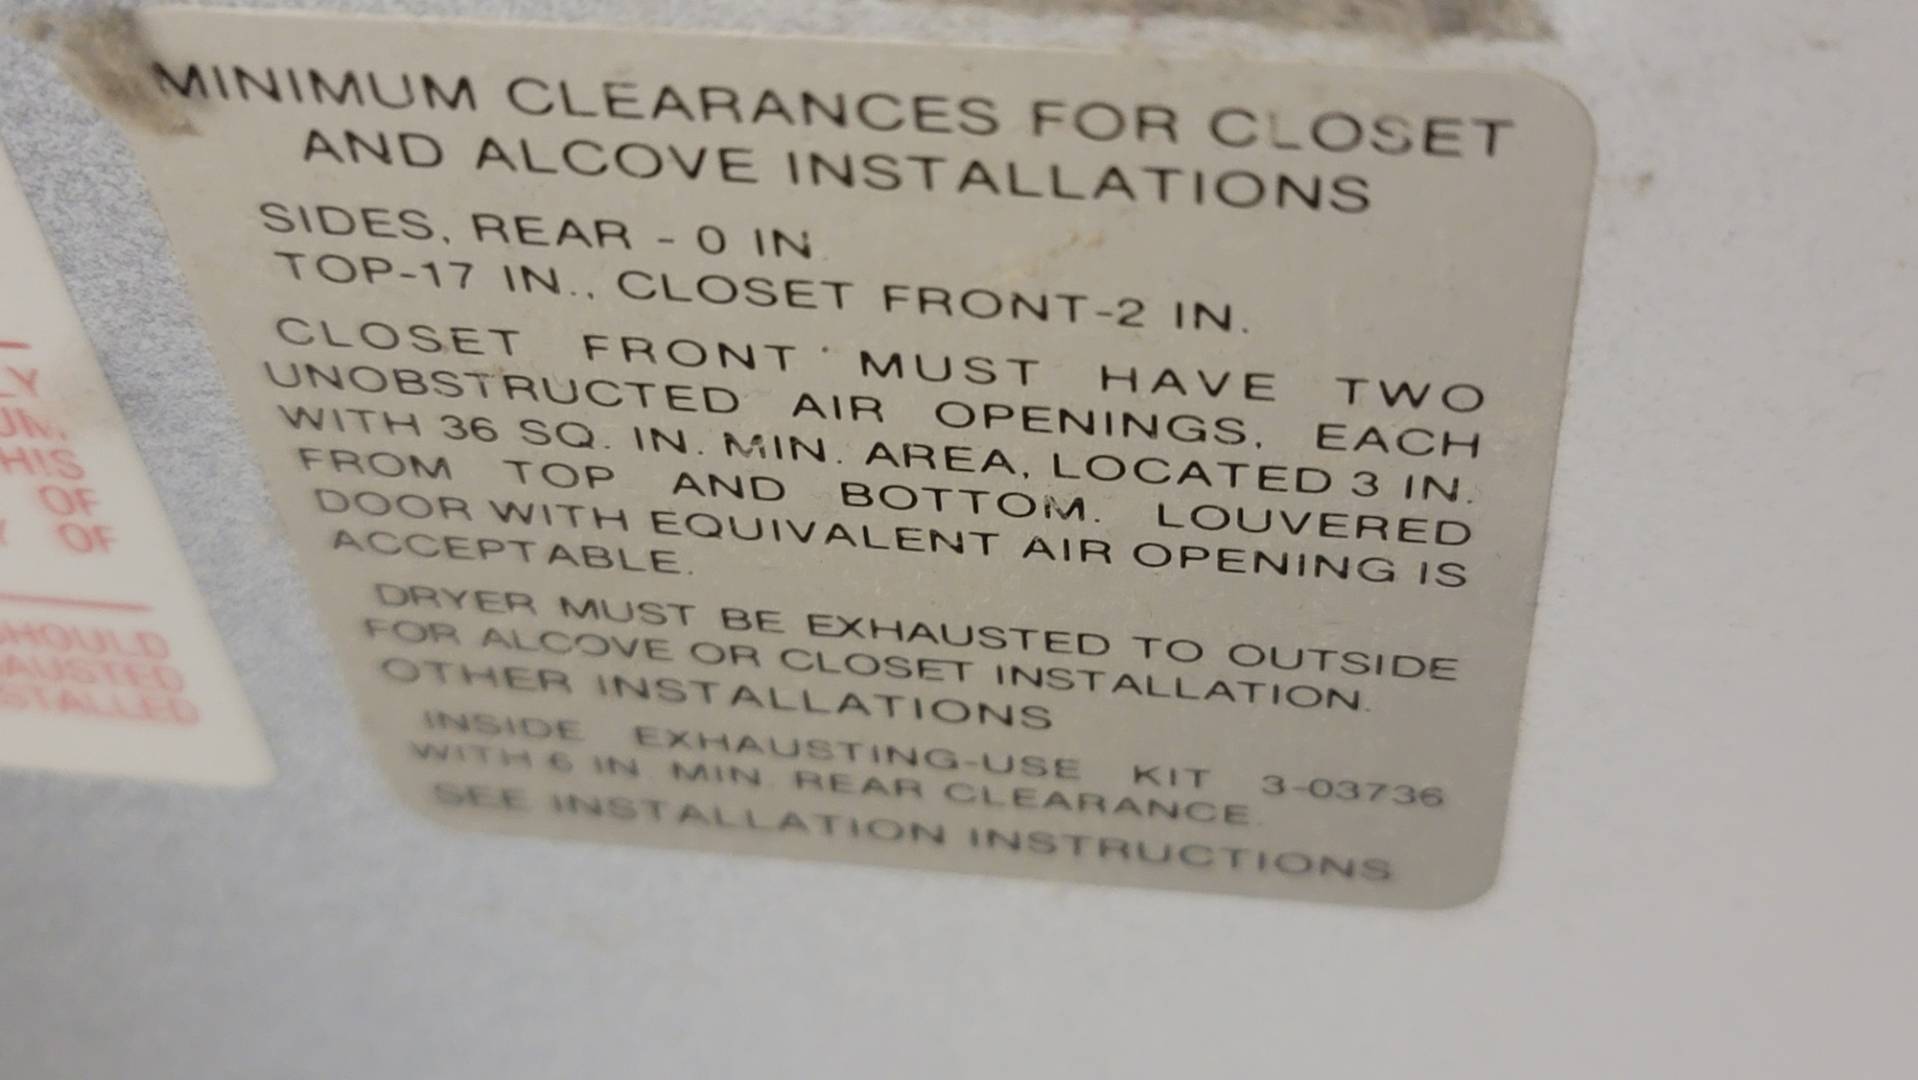 MINIMUM CLEARANCES FOR CLOSET
AND ALCOVE INSTALLATIONS
SIDES, REAR - 0 IN.
TOP-17 IN., CLOSET FRONT-2 IN.
CLOSET FRONT MUST HAVE TWO
UNOBSTRUCTED AIR OPENINGS, EACH
WITH 36 SQ. IN. MIN. AREA, LOCATED 3 IN.
FROM TOP AND BOTTOM. LOUVERED
DOOR WITH EQUIVALENT AIR OPENING IS
ACCEPTABLE.
DRYER MUST BE EXHAUSTED TO OUTSIDE
FOR ALCOVE OR CLOSET INSTALLATION.
OTHER INSTALLATIONS
INSIDE EXHAUSTING-USE KIT 3-03736
WITH 6 IN. MIN. REAR CLEARANCE.
SEE INSTALLATION INSTRUCTIONS
OF
OF